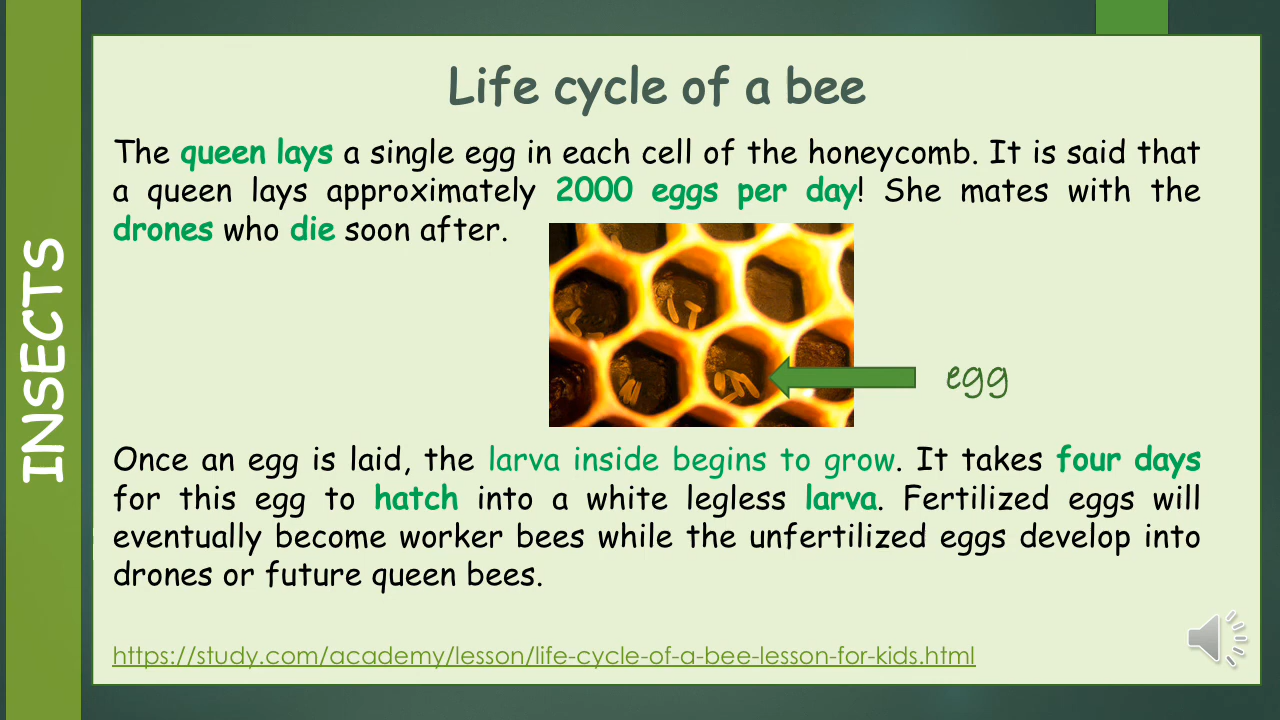 INSECTS
Life cycle of a bee
The queen lays a single egg in each cell of the honeycomb. It is said that
a queen lays approximately 2000 eggs per day! She mates with the
drones who die soon after.
egg
Once an egg is laid, the larva inside begins to grow. It takes four days
for this egg to hatch into a white legless larva. Fertilized eggs will
eventually become worker bees while the unfertilized eggs develop into
drones or future queen bees.
https://study.com/academy/lesson/life-cycle-of-a-bee-lesson-for-kids.html